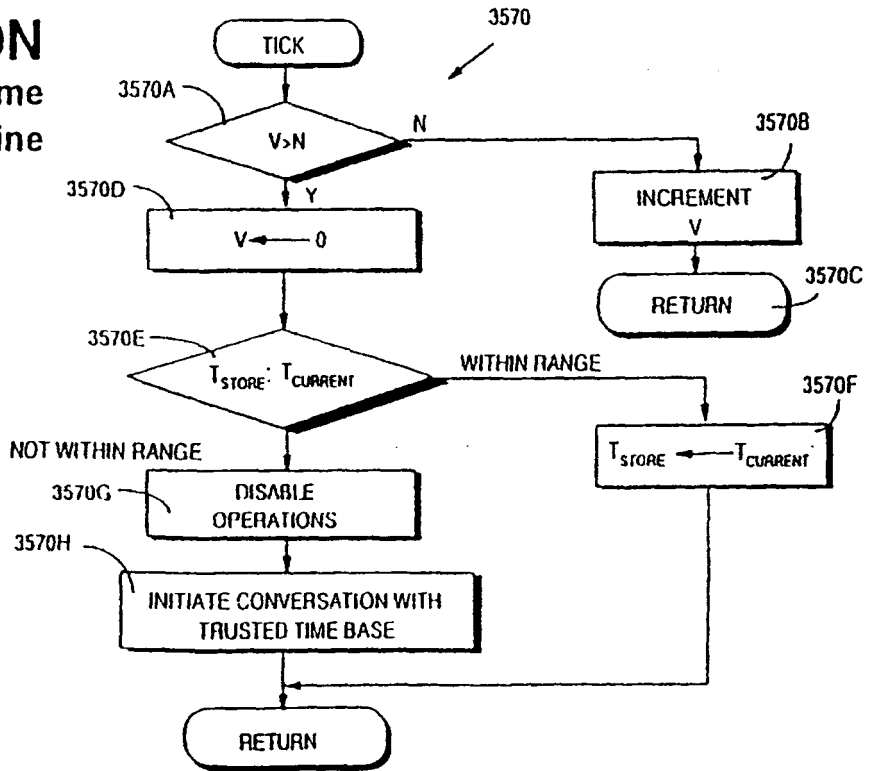 ON
me
ine
TICK
3570
3570A
V>N
N
Y
3570B
INCREMENT
V
RETURN
3570C
3570D
V ← 0
3570E
T_STORE: T_CURRENT
WITHIN RANGE
3570F
T_STORE ← T_CURRENT
NOT WITHIN RANGE
3570G
DISABLE
OPERATIONS
3570H
INITIATE CONVERSATION WITH
TRUSTED TIME BASE
RETURN